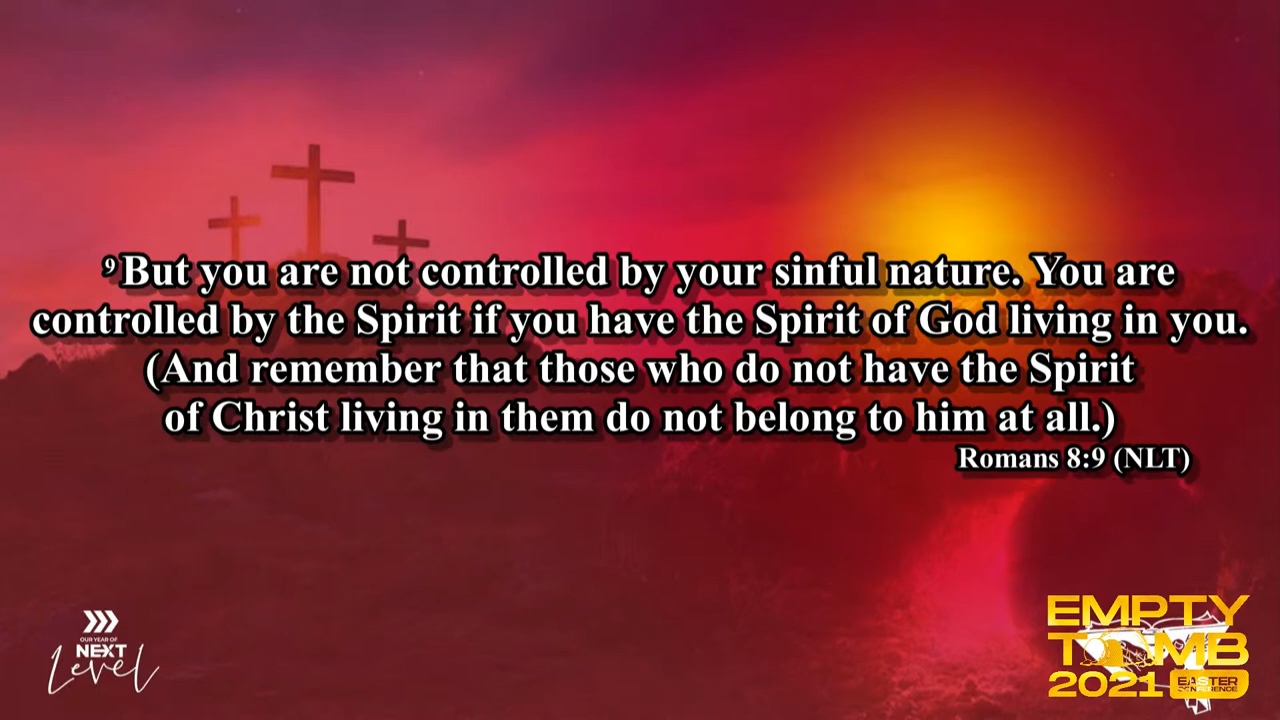 ⁹But you are not controlled by your sinful nature. You are
controlled by the Spirit if you have the Spirit of God living in you.
(And remember that those who do not have the Spirit
of Christ living in them do not belong to him at all.)
Romans 8:9 (NLT)
OUR YEAR OF
NEXT
Level
EMPTY
TOMB
2021 EASTER
CONFERENCE